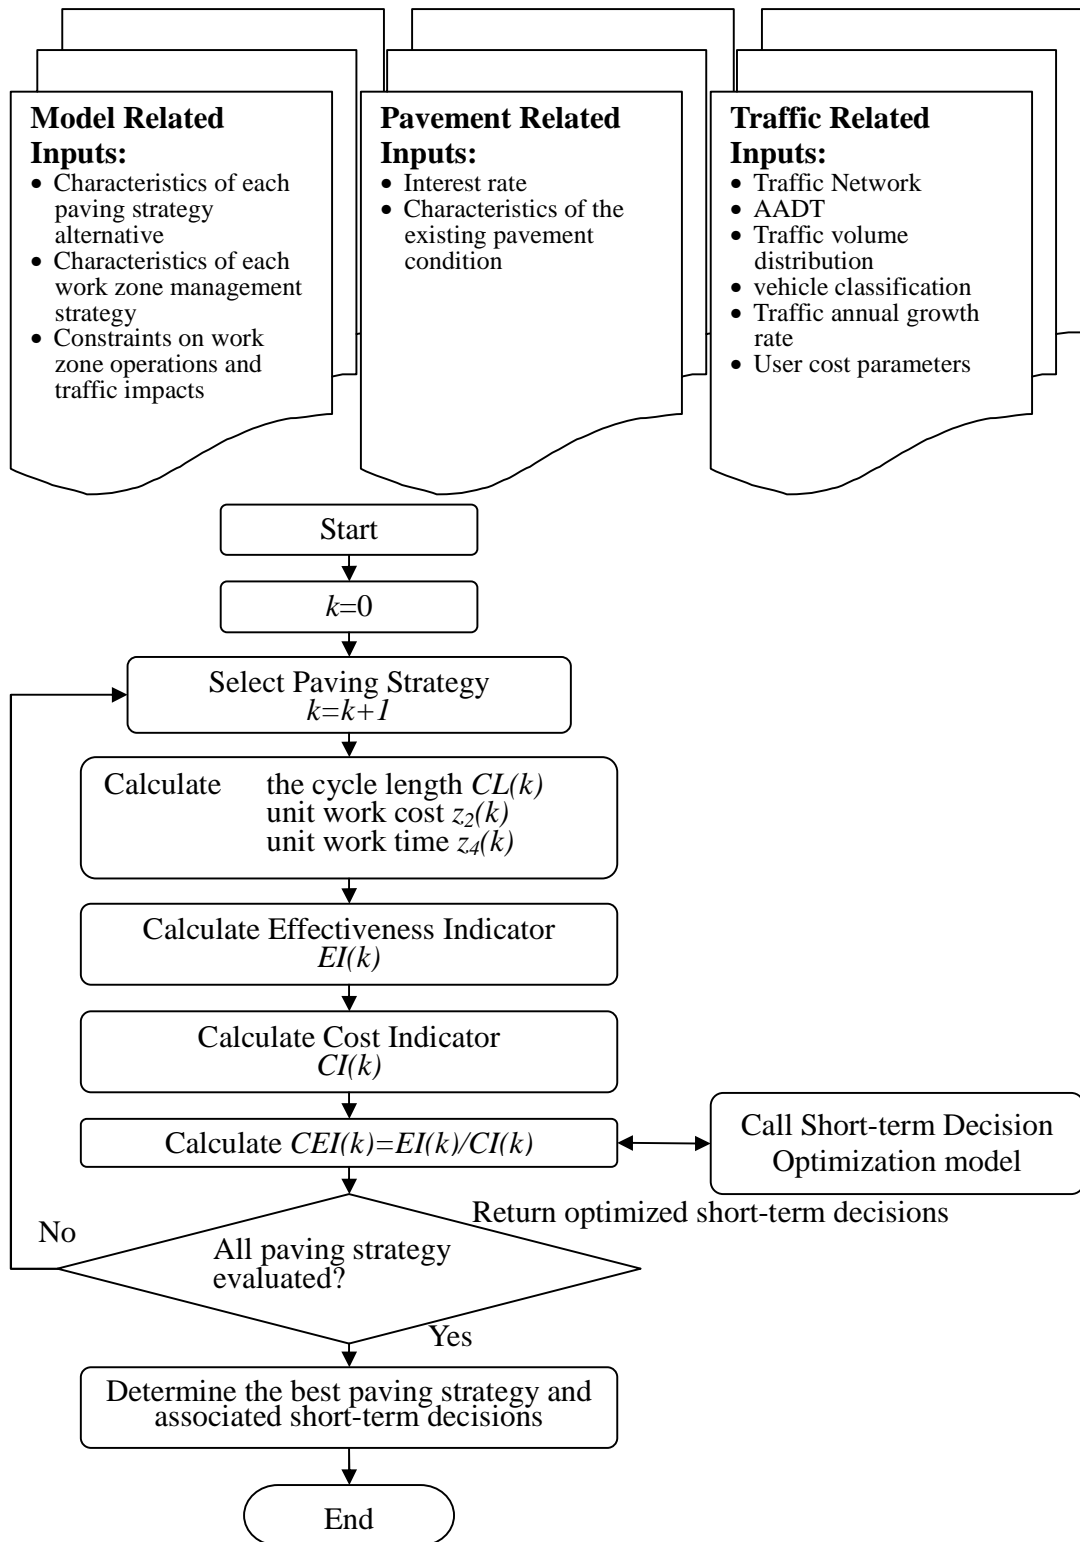 Model Related
Inputs:
• Characteristics of each
paving strategy
alternative
• Characteristics of each
work zone management
strategy
• Constraints on work
zone operations and
traffic impacts
Pavement Related
Inputs:
• Interest rate
• Characteristics of the
existing pavement
condition
Traffic Related
Inputs:
• Traffic Network
• AADT
• Traffic volume
distribution
• vehicle classification
• Traffic annual growth
rate
• User cost parameters
Start
k=0
Select Paving Strategy
k=k+1
Calculate the cycle length CL(k)
unit work cost z₂(k)
unit work time z₄(k)
Calculate Effectiveness Indicator
EI(k)
Calculate Cost Indicator
CI(k)
Calculate CEI(k)=EI(k)/CI(k)
Call Short-term Decision
Optimization model
Return optimized short-term decisions
No
All paving strategy
evaluated?
Yes
Determine the best paving strategy and
associated short-term decisions
End